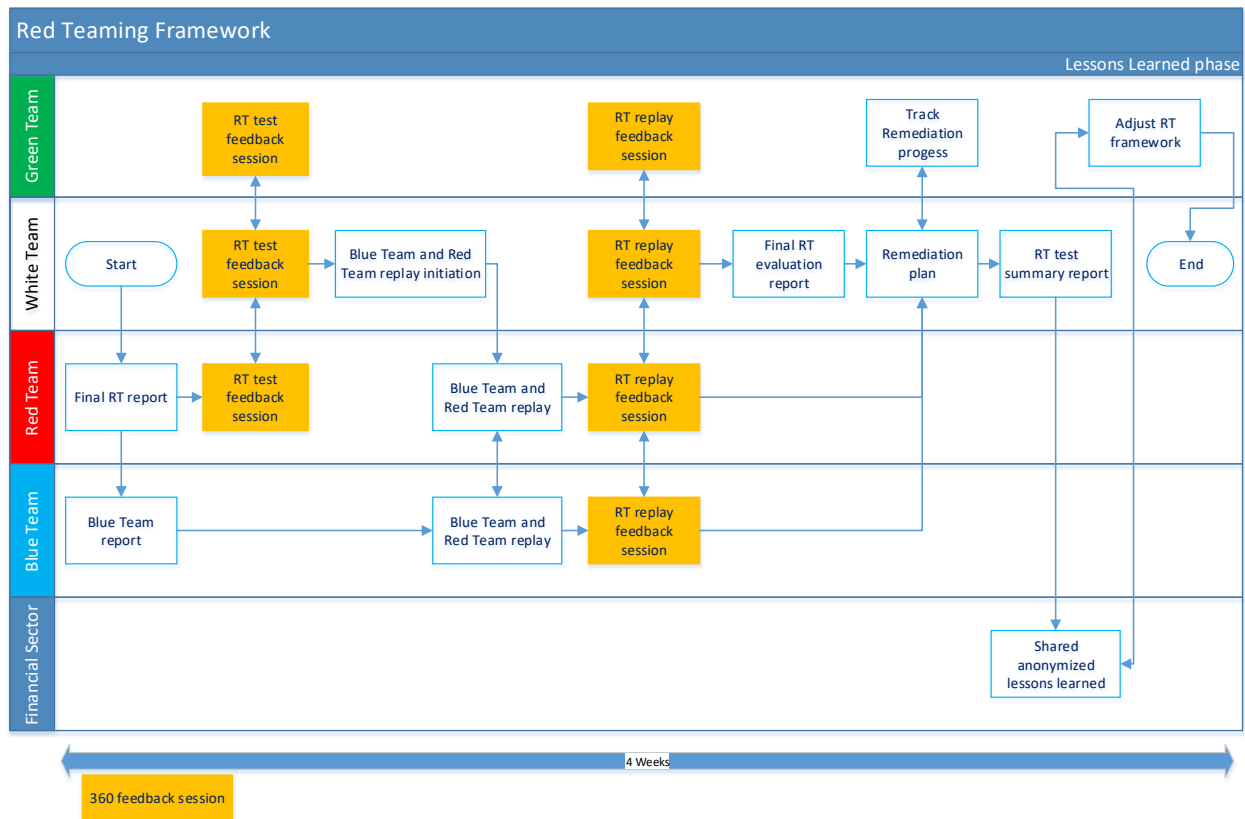 Red Teaming Framework
Lessons Learned phase
Green Team
RT test
feedback
session
RT replay
feedback
session
Track
Remediation
progess
Adjust RT
framework
White Team
Start
RT test
feedback
session
Blue Team and Red
Team replay initiation
RT replay
feedback
session
Final RT
evaluation
report
Remediation
plan
RT test
summary report
End
Red Team
Final RT report
RT test
feedback
session
Blue Team and
Red Team replay
RT replay
feedback
session
Blue Team
Blue Team
report
Blue Team and
Red Team replay
RT replay
feedback
session
Financial Sector
Shared
anonymized
lessons learned
4 Weeks
360 feedback session